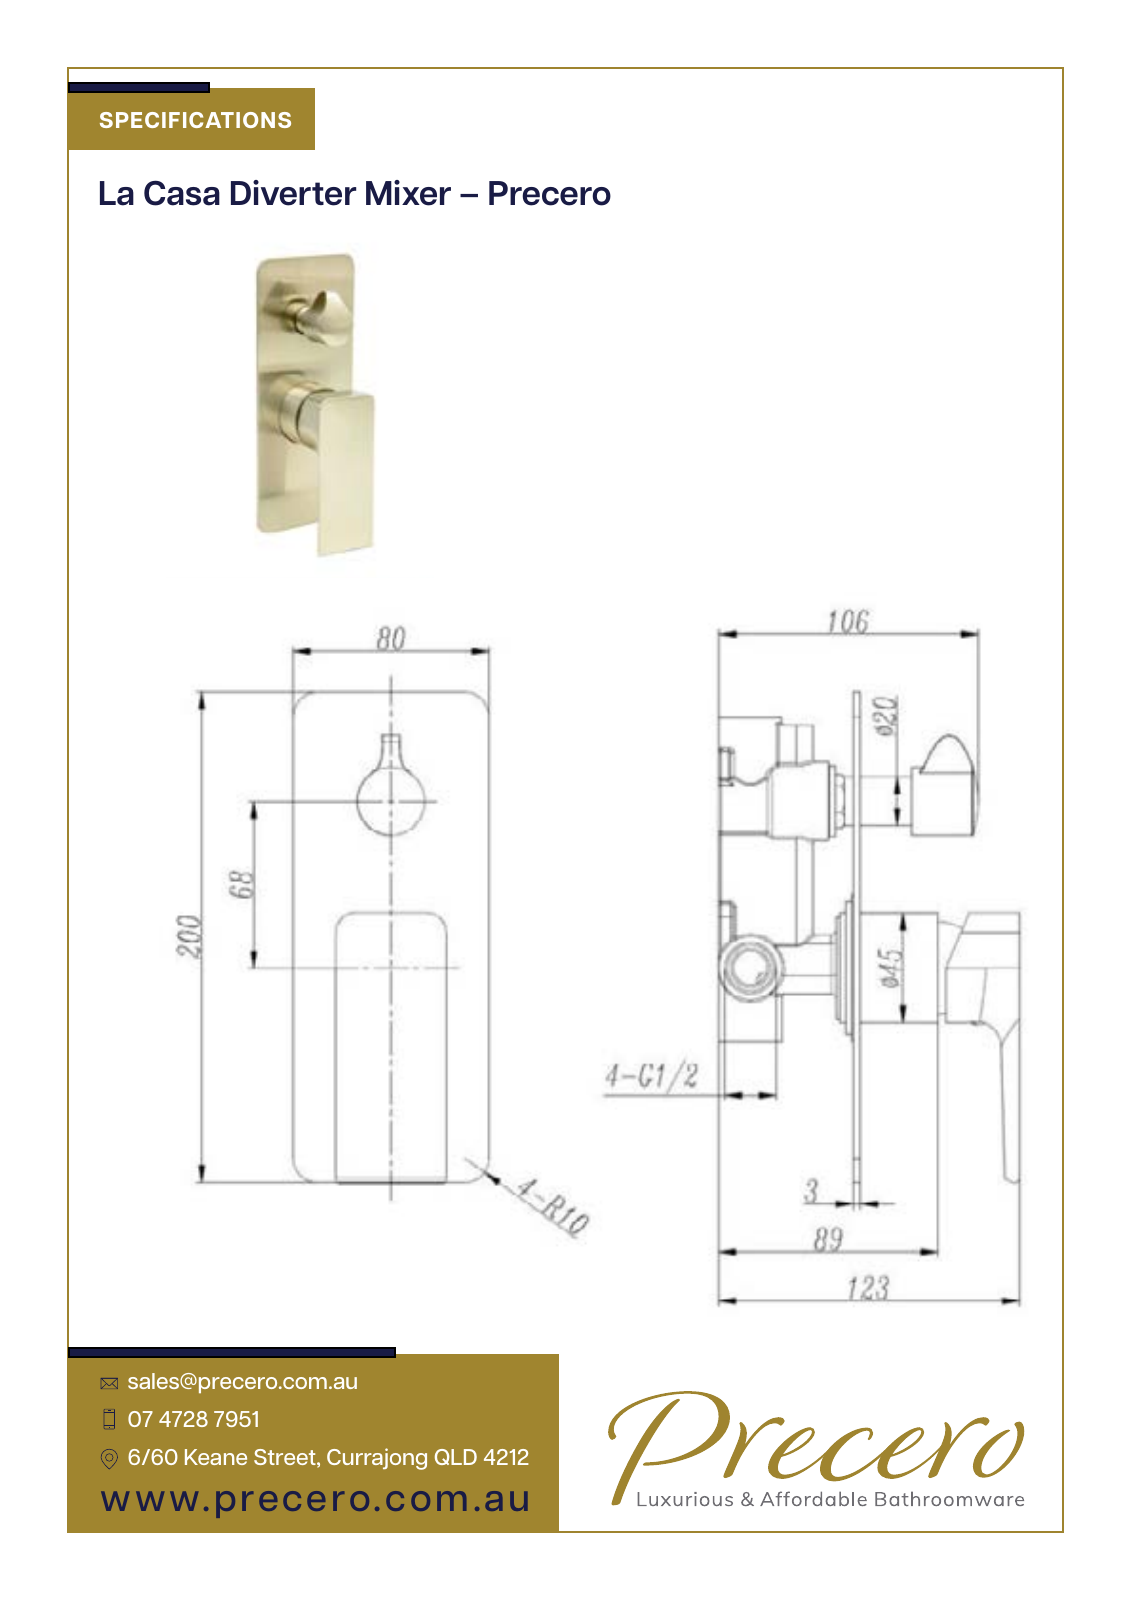 SPECIFICATIONS
La Casa Diverter Mixer – Precero
80
106
ø20
68
200
ø45
4-G1/2
4-R10
3
89
123
sales@precero.com.au
07 4728 7951
6/60 Keane Street, Currajong QLD 4212
www.precero.com.au
Precero
Luxurious & Affordable Bathroomware